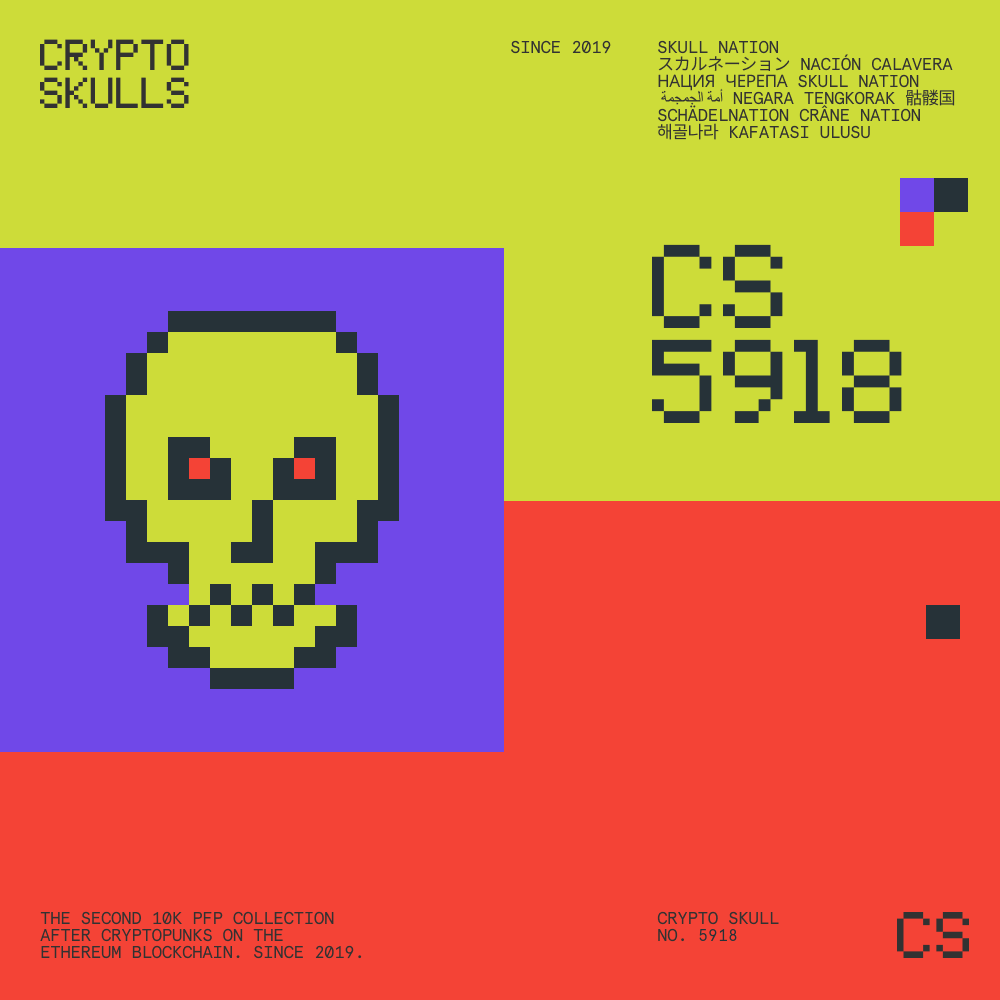 CRYPTO
SKULLS
SINCE 2019
SKULL NATION
スカルネーション NACIÓN CALAVERA
НАЦИЯ ЧЕРЕПА SKULL NATION
أمة الجمجمة NEGARA TENGKORAK 骷髅国
SCHÄDELNATION CRÂNE NATION
해골나라 KAFATASI ULUSU
CS
5918
THE SECOND 10K PFP COLLECTION
AFTER CRYPTOPUNKS ON THE
ETHEREUM BLOCKCHAIN. SINCE 2019.
CRYPTO SKULL
NO. 5918
CS